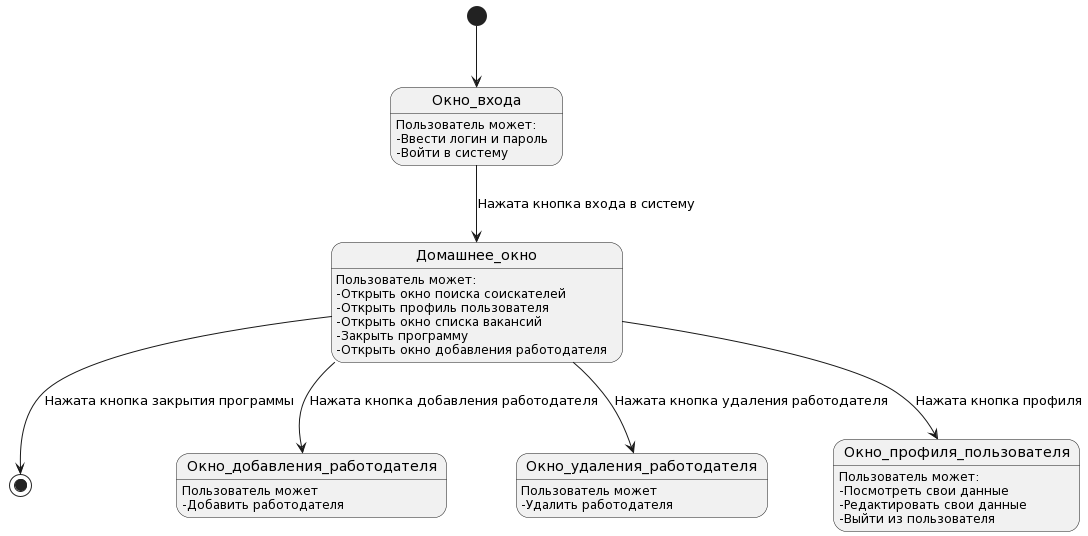 Окно_входа
Пользователь может:
-Ввести логин и пароль
-Войти в систему
Нажата кнопка входа в систему
Домашнее_окно
Пользователь может:
-Открыть окно поиска соискателей
-Открыть профиль пользователя
-Открыть окно списка вакансий
-Закрыть программу
-Открыть окно добавления работодателя
Нажата кнопка закрытия программы
Нажата кнопка добавления работодателя
Нажата кнопка удаления работодателя
Нажата кнопка профиля
Окно_добавления_работодателя
Пользователь может
-Добавить работодателя
Окно_удаления_работодателя
Пользователь может
-Удалить работодателя
Окно_профиля_пользователя
Пользователь может:
-Посмотреть свои данные
-Редактировать свои данные
-Выйти из пользователя